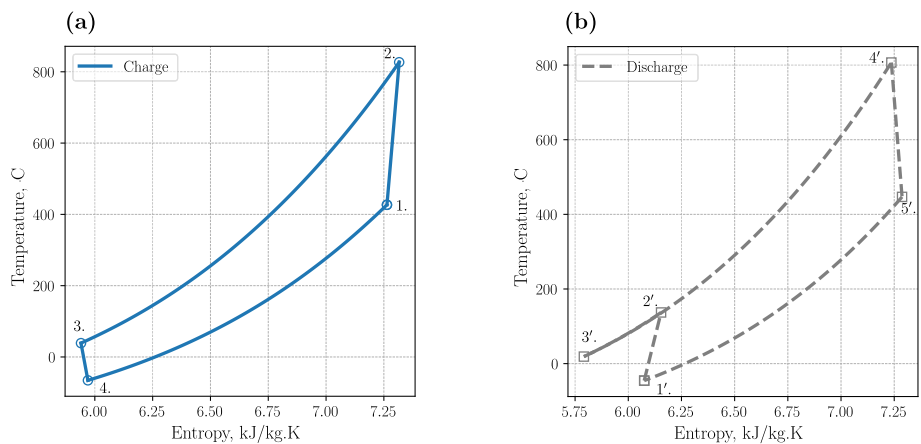 (a)
Charge
2.
1.
3.
4.
800
600
400
200
0
Temperature, ·C
6.00 6.25 6.50 6.75 7.00 7.25
Entropy, kJ/kg.K
(b)
Discharge
4′.
5′.
2′.
3′.
1′.
800
600
400
200
0
Temperature, ·C
5.75 6.00 6.25 6.50 6.75 7.00 7.25
Entropy, kJ/kg.K